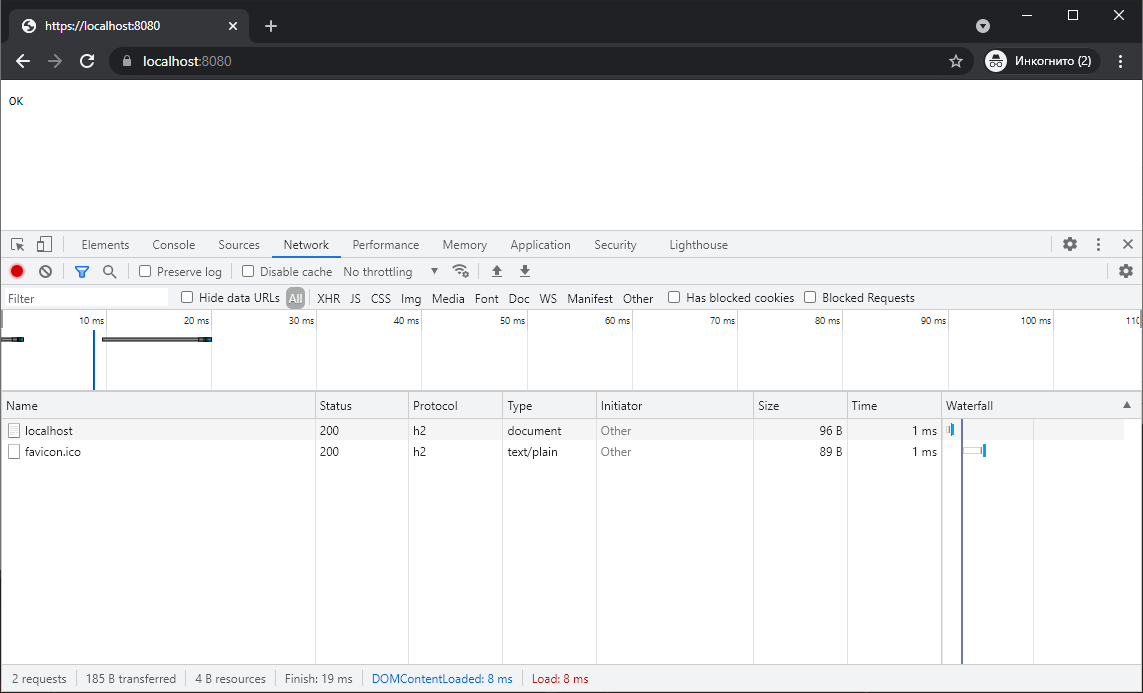 https://localhost:8080
localhost:8080
Инкогнито (2)
OK
Elements Console Sources Network Performance Memory Application Security Lighthouse
Preserve log Disable cache No throttling
Filter Hide data URLs All XHR JS CSS Img Media Font Doc WS Manifest Other Has blocked cookies Blocked Requests
10 ms 20 ms 30 ms 40 ms 50 ms 60 ms 70 ms 80 ms 90 ms 100 ms 110
Name Status Protocol Type Initiator Size Time Waterfall
localhost 200 h2 document Other 96 B 1 ms
favicon.ico 200 h2 text/plain Other 89 B 1 ms
2 requests 185 B transferred 4 B resources Finish: 19 ms DOMContentLoaded: 8 ms Load: 8 ms